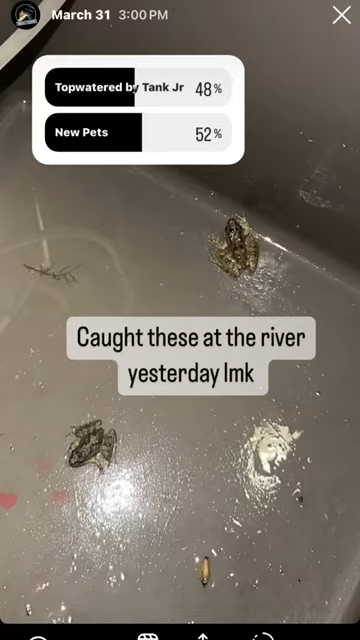 March 31 3:00 PM
Topwatered by Tank Jr 48%
New Pets 52%
Caught these at the river
yesterday lmk